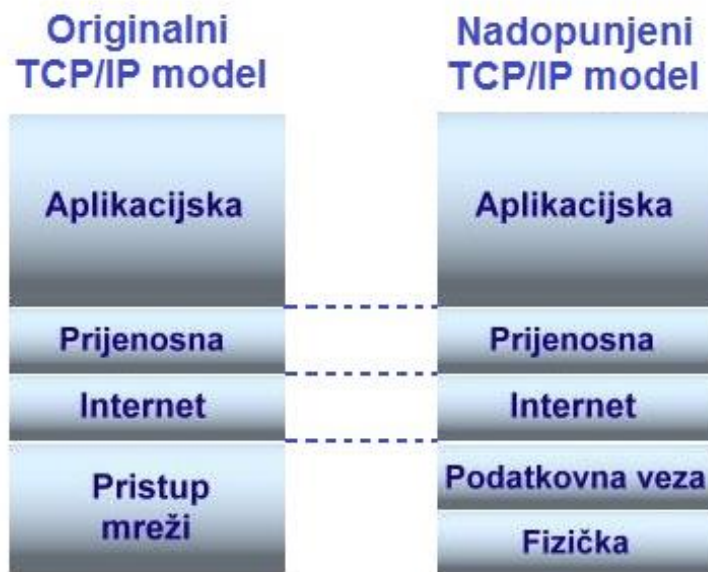 Originalni
TCP/IP model
Aplikacijska
Prijenosna
Internet
Pristup
mreži
Nadopunjeni
TCP/IP model
Aplikacijska
Prijenosna
Internet
Podatkovna veza
Fizička